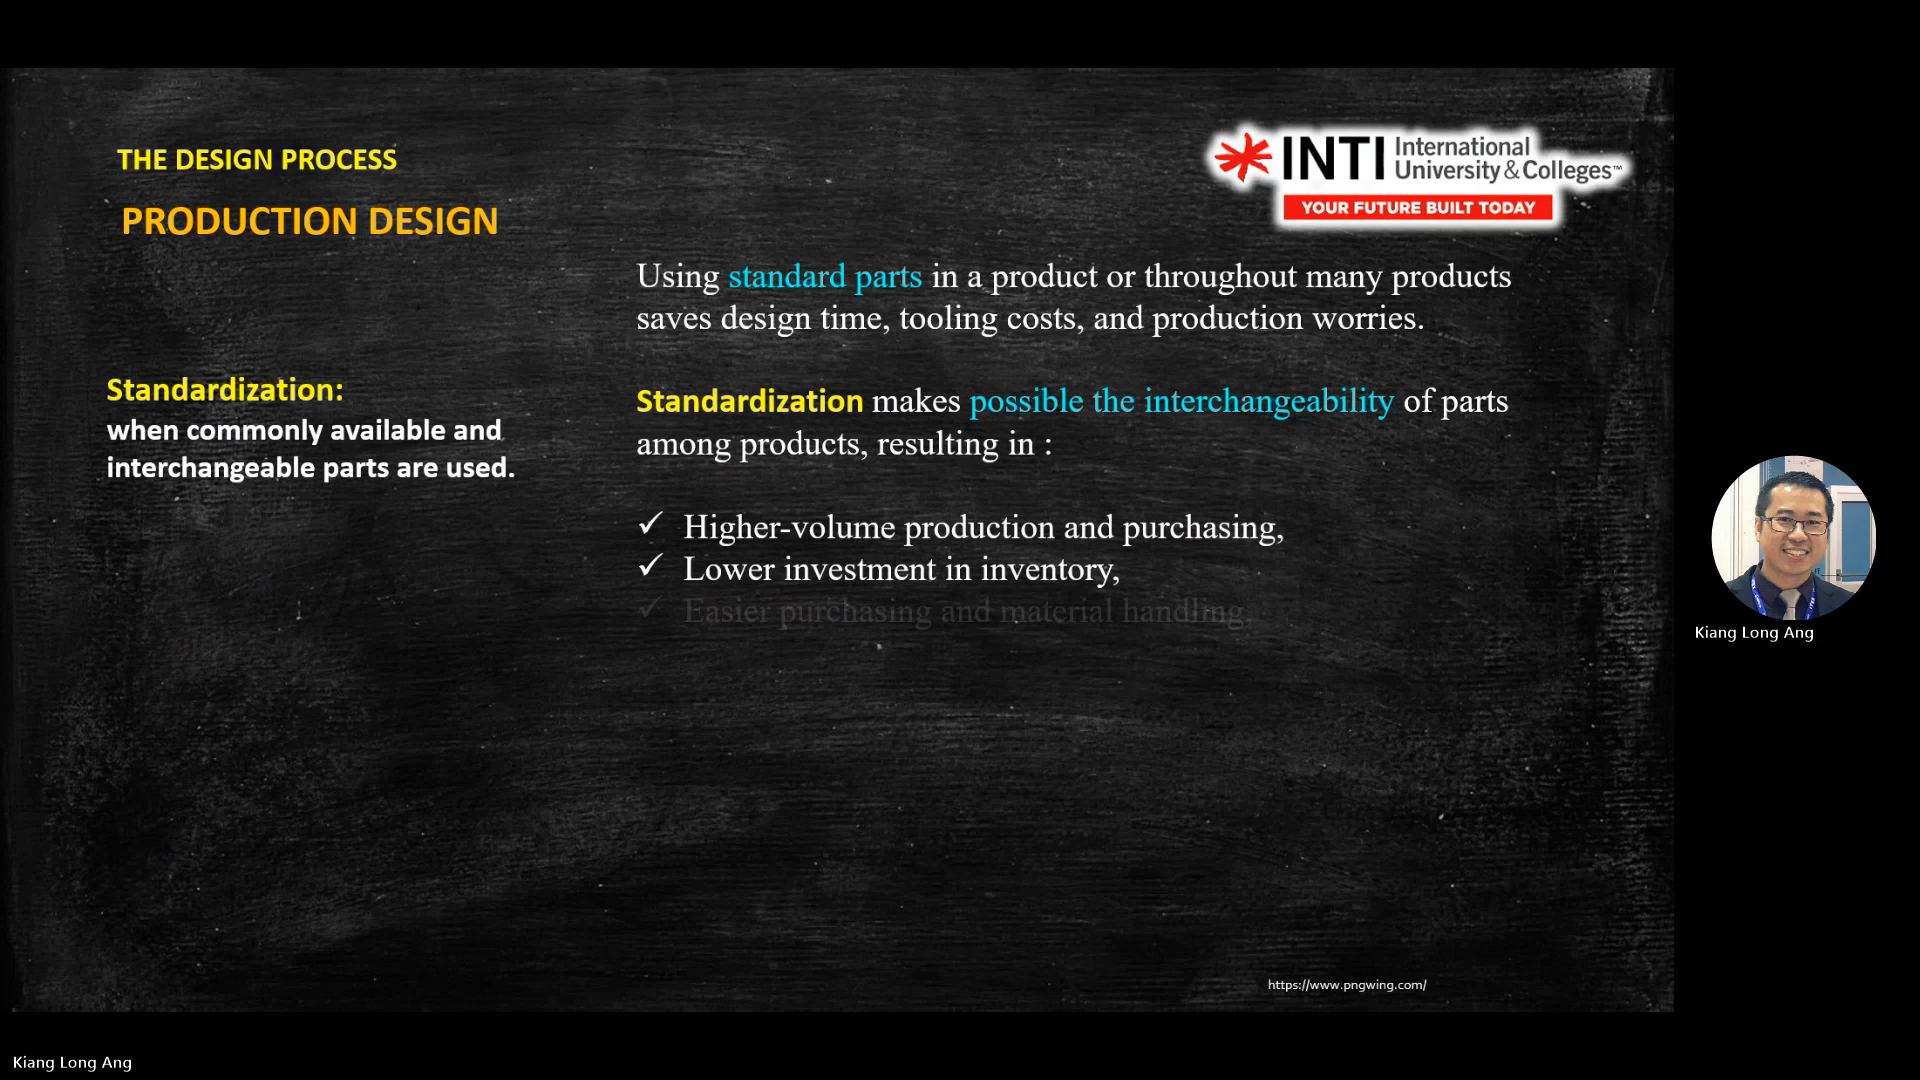 THE DESIGN PROCESS
PRODUCTION DESIGN
INTI International
University & Colleges™
YOUR FUTURE BUILT TODAY
Using standard parts in a product or throughout many products
saves design time, tooling costs, and production worries.
Standardization:
when commonly available and
interchangeable parts are used.
Standardization makes possible the interchangeability of parts
among products, resulting in :
✓ Higher-volume production and purchasing,
✓ Lower investment in inventory,
✓ Easier purchasing and material handling,
Kiang Long Ang
https://www.pngwing.com/
Kiang Long Ang